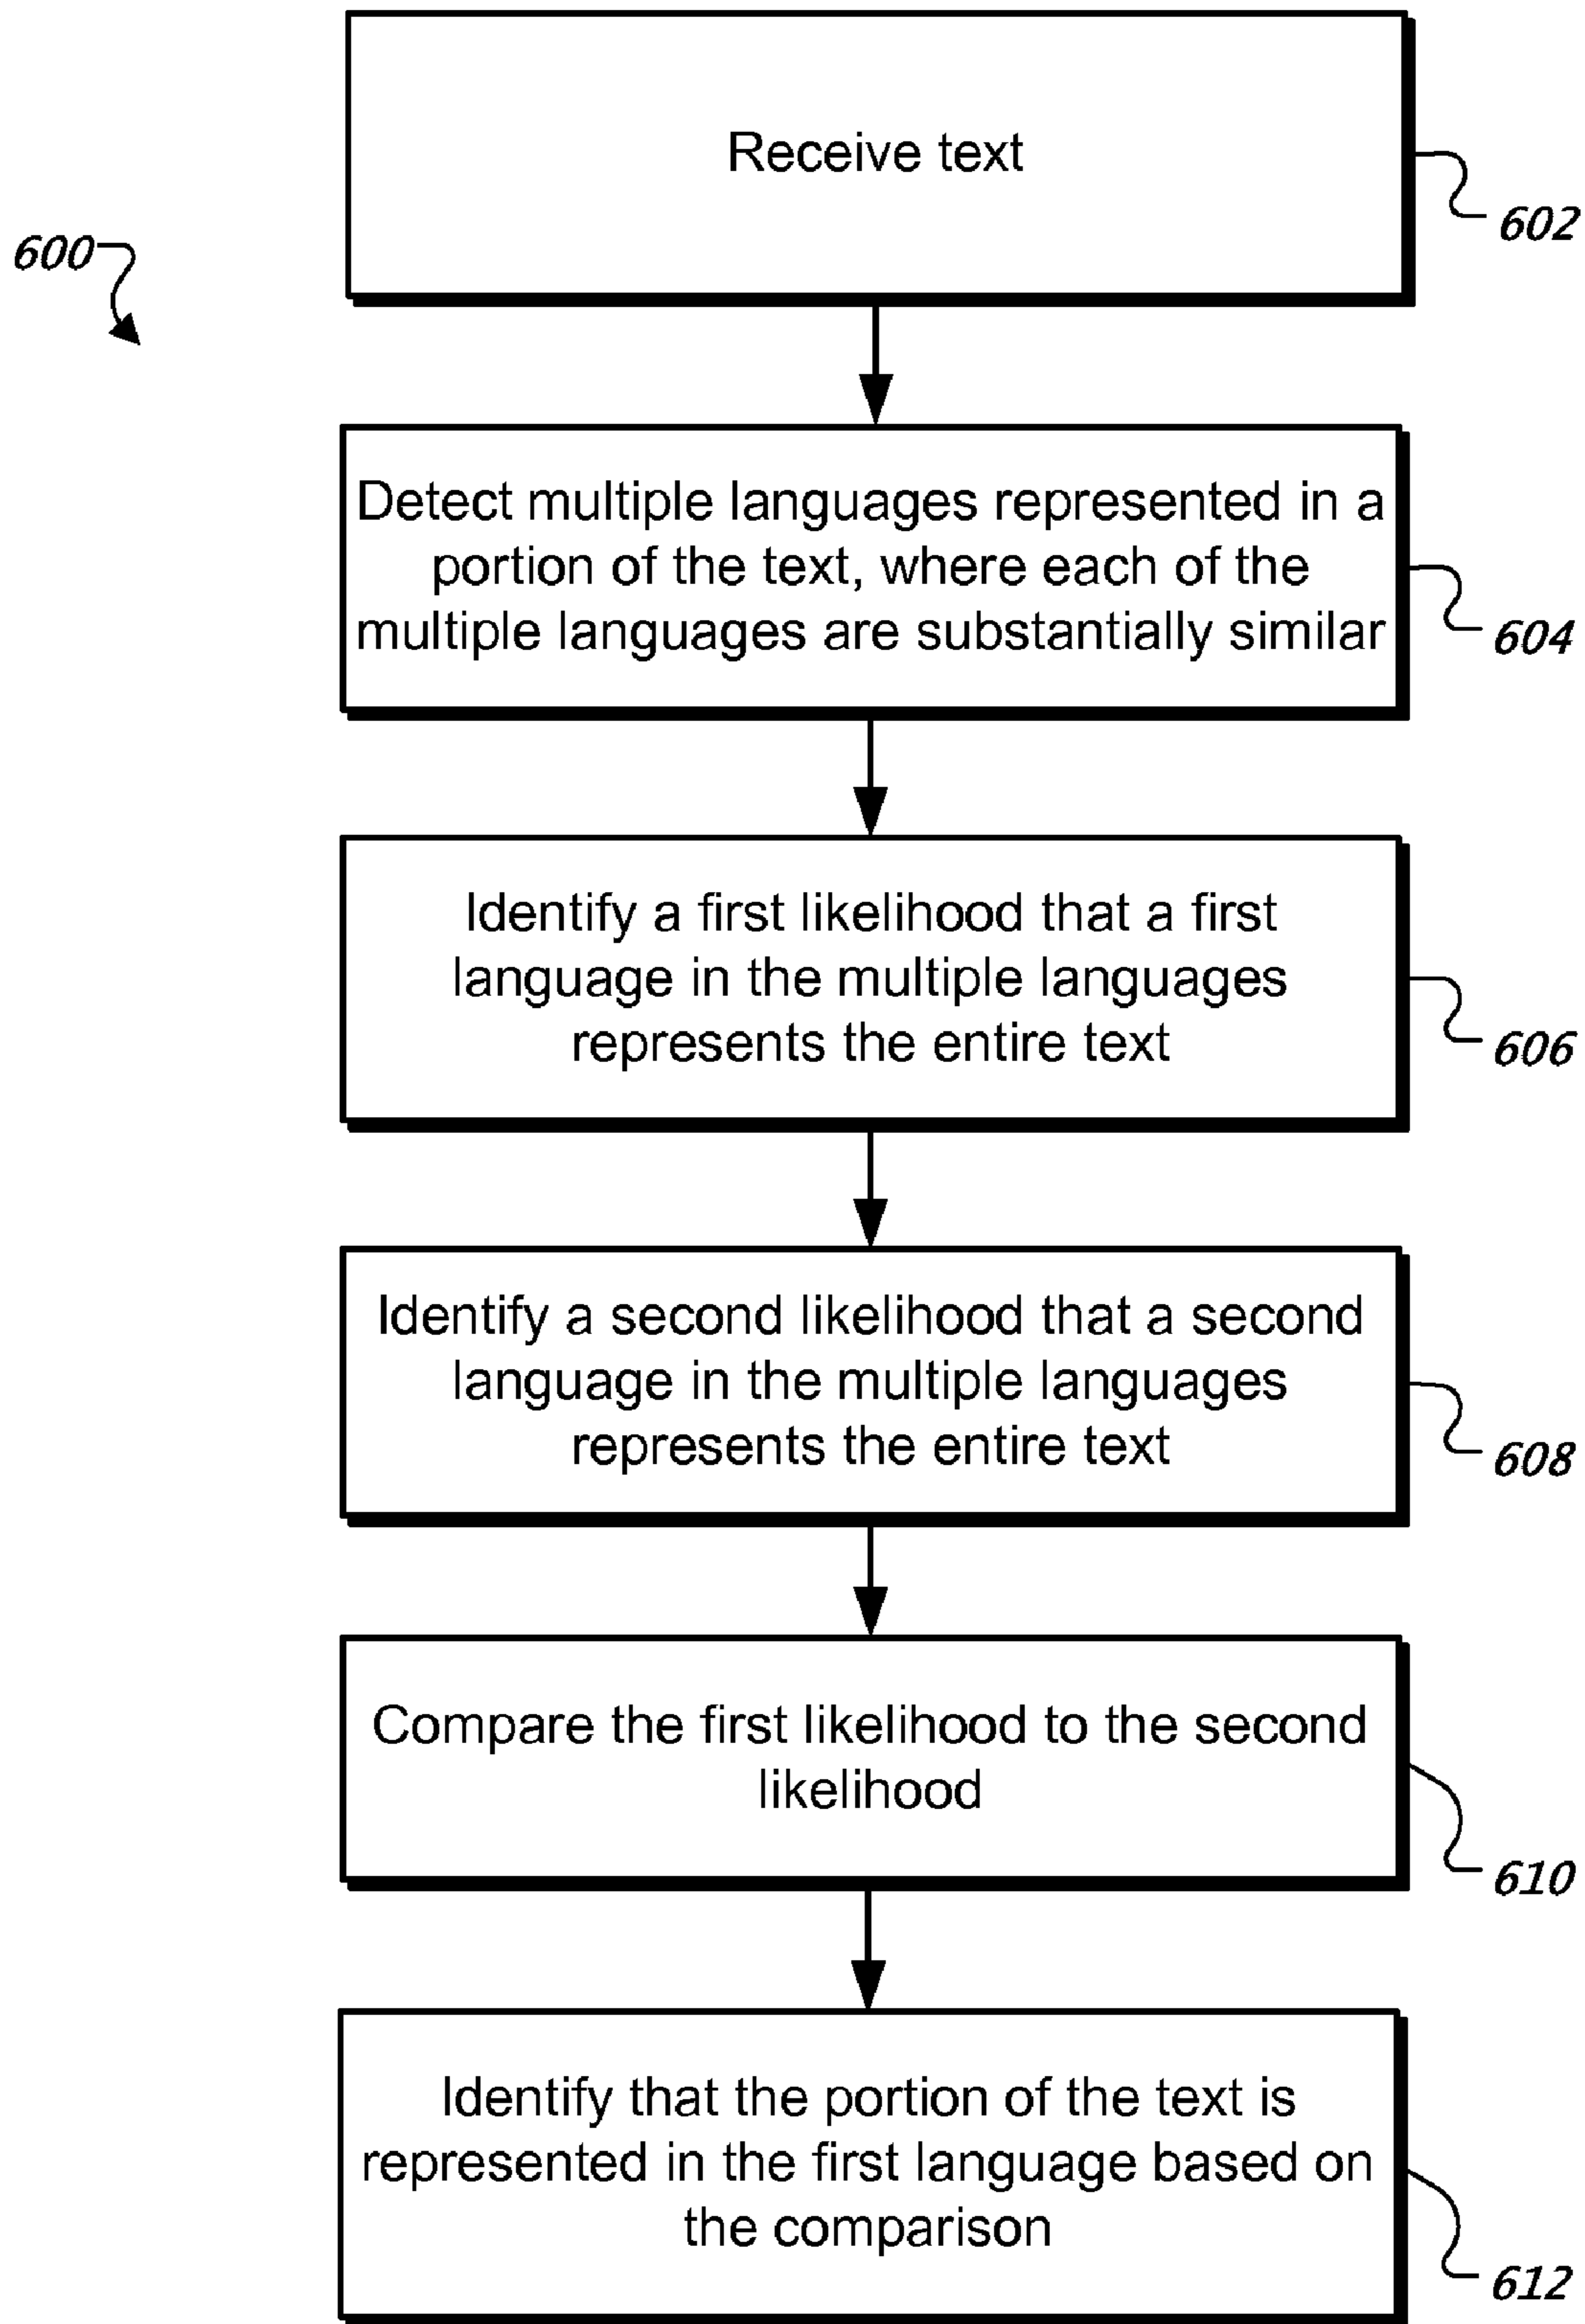 Receive text
602
600
Detect multiple languages represented in a
portion of the text, where each of the
multiple languages are substantially similar
604
Identify a first likelihood that a first
language in the multiple languages
represents the entire text
606
Identify a second likelihood that a second
language in the multiple languages
represents the entire text
608
Compare the first likelihood to the second
likelihood
610
Identify that the portion of the text is
represented in the first language based on
the comparison
612